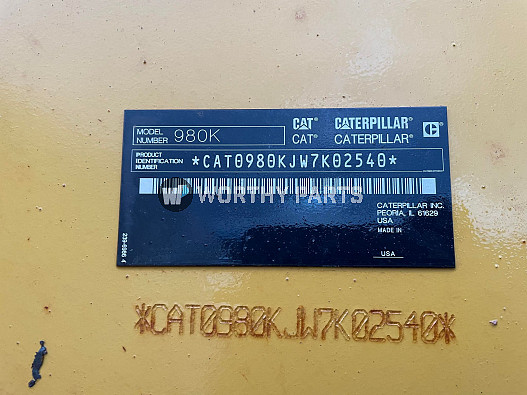 MODEL NUMBER 980K
CAT CATERPILLAR
CAT® CATERPILLAR®
PRODUCT IDENTIFICATION NUMBER *CAT0980KJW7K02540*
WP WORTHY PARTS
CATERPILLAR INC.
PEORIA, IL 61629
USA
MADE IN
USA
*CAT0980KJW7K02540*